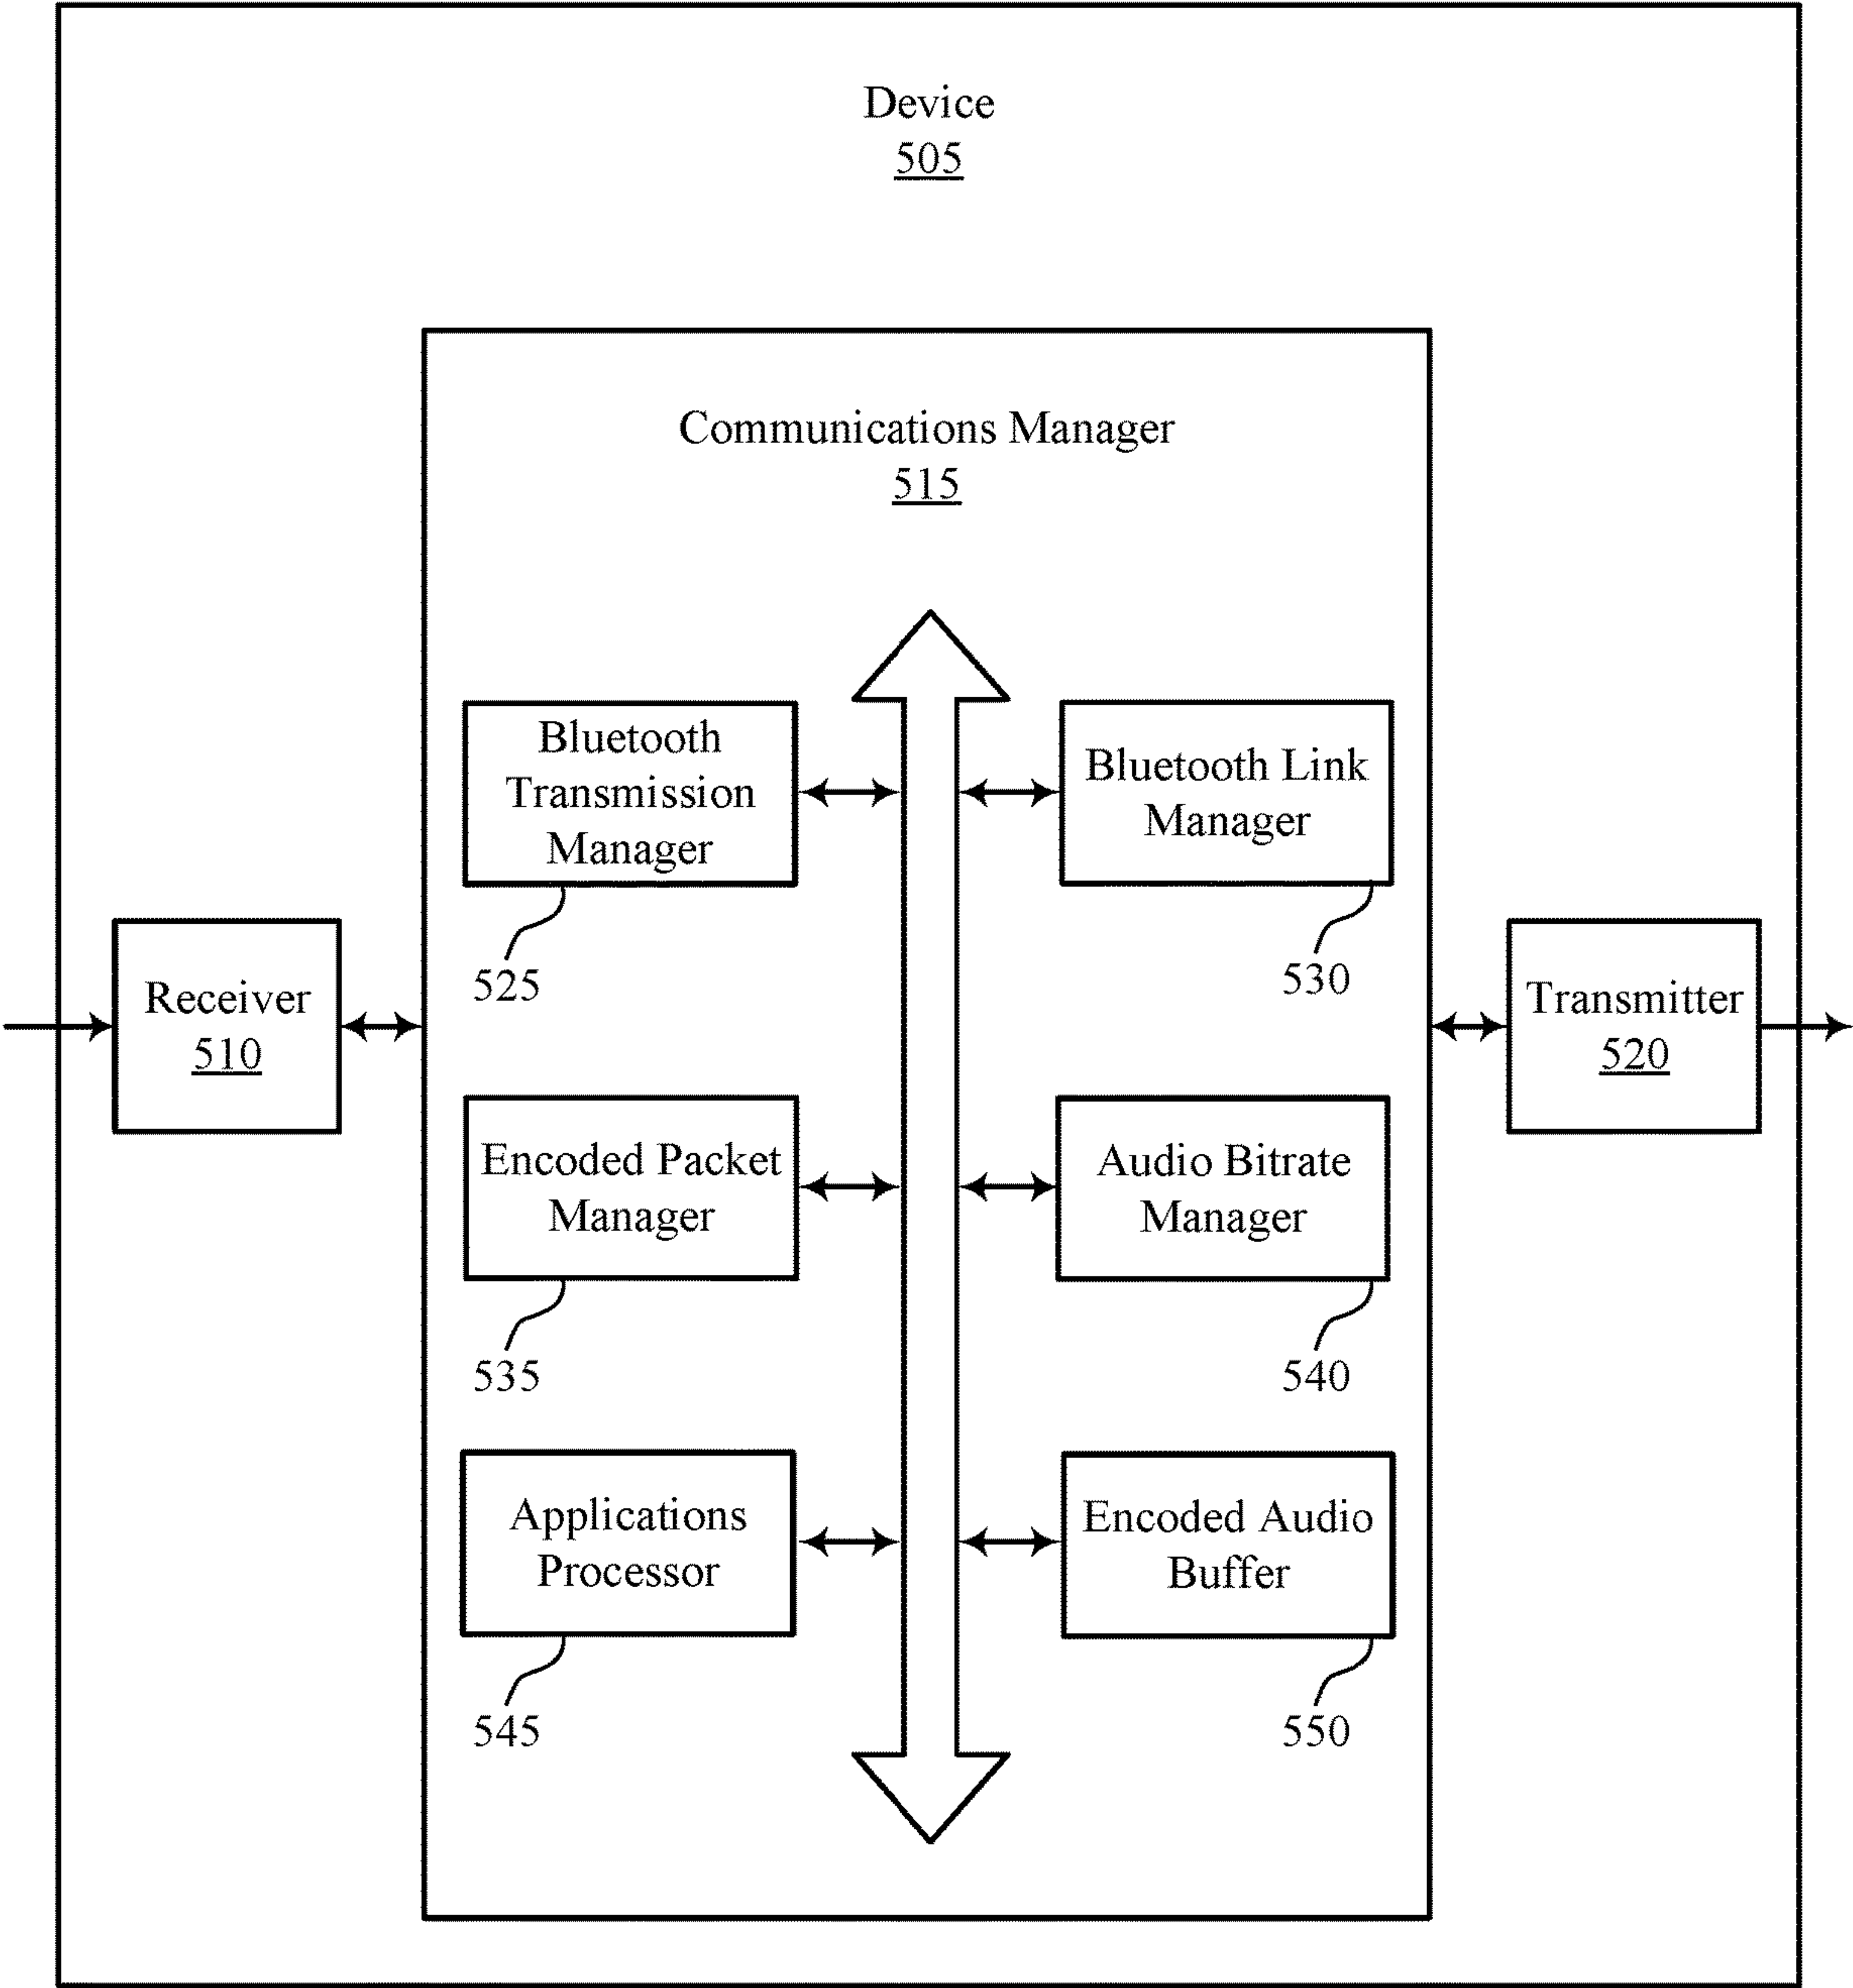 Device
505
Communications Manager
515
Bluetooth
Transmission
Manager
525
Bluetooth Link
Manager
530
Receiver
510
Transmitter
520
Encoded Packet
Manager
535
Audio Bitrate
Manager
540
Applications
Processor
545
Encoded Audio
Buffer
550